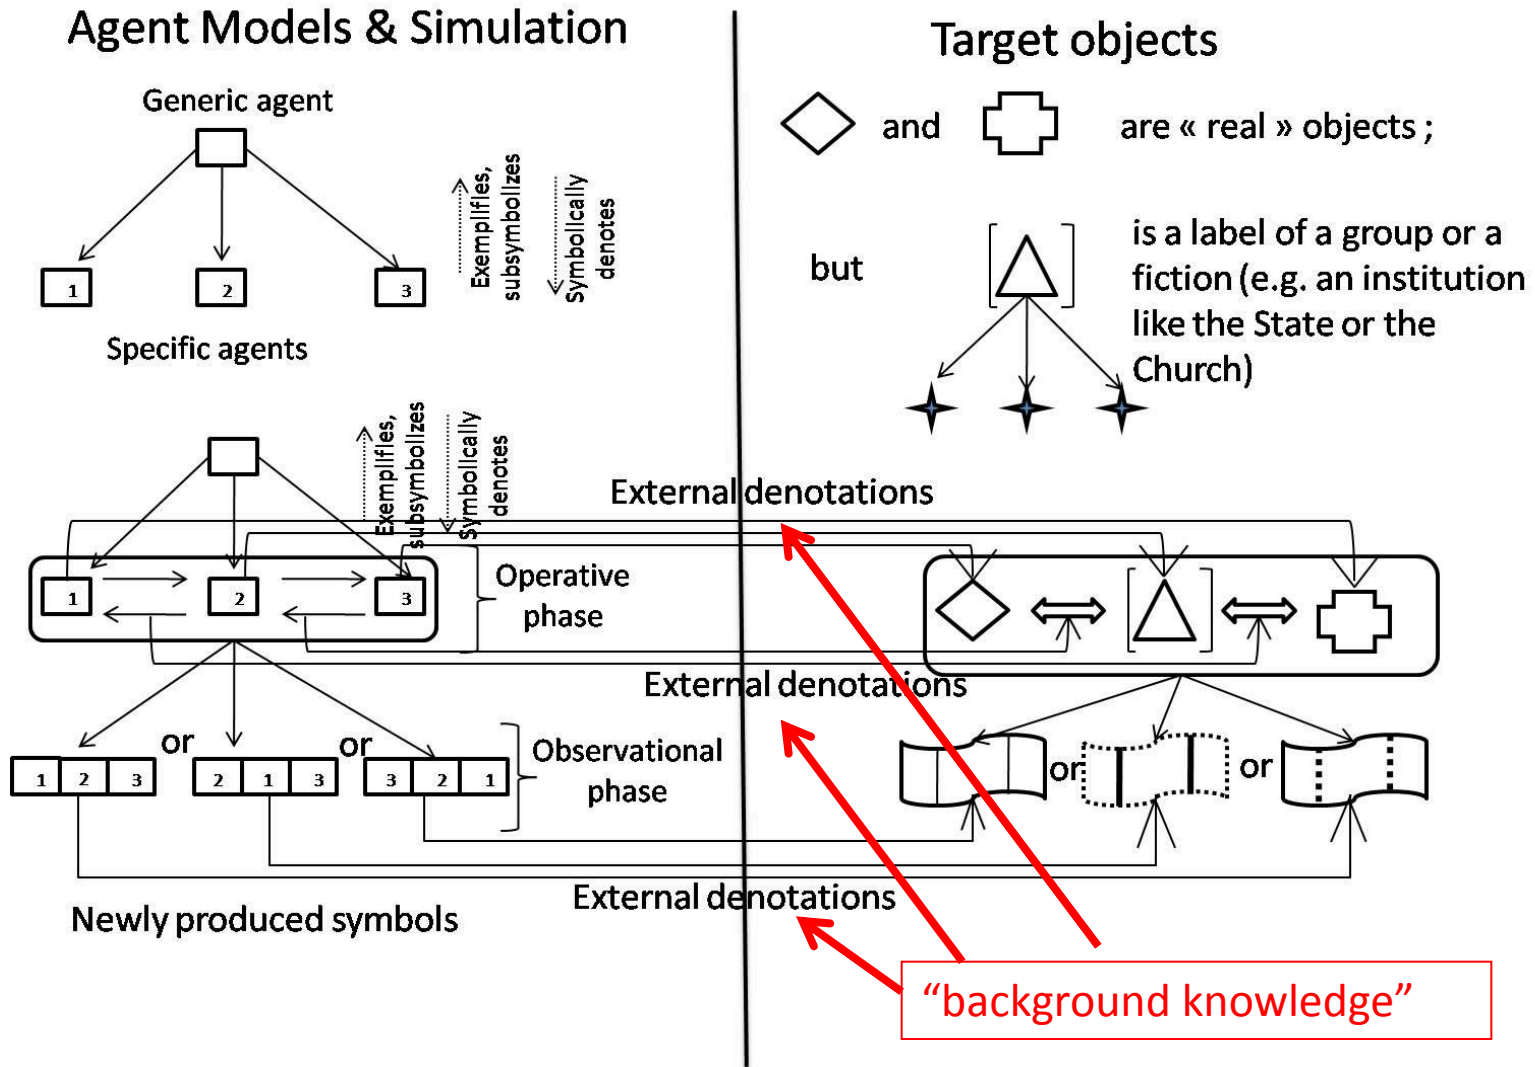 Agent Models & Simulation
Target objects
Generic agent
and
are « real » objects ;
Exemplifies,
subsymbolizes
Symbolically
denotes
1
2
3
Specific agents
but
is a label of a group or a
fiction (e.g. an institution
like the State or the
Church)
Exemplifies,
subsymbolizes
Symbolically
denotes
External denotations
1
2
3
Operative
phase
External denotations
or
or
1 2 3
2 1 3
3 2 1
Observational
phase
or
or
External denotations
Newly produced symbols
“background knowledge”